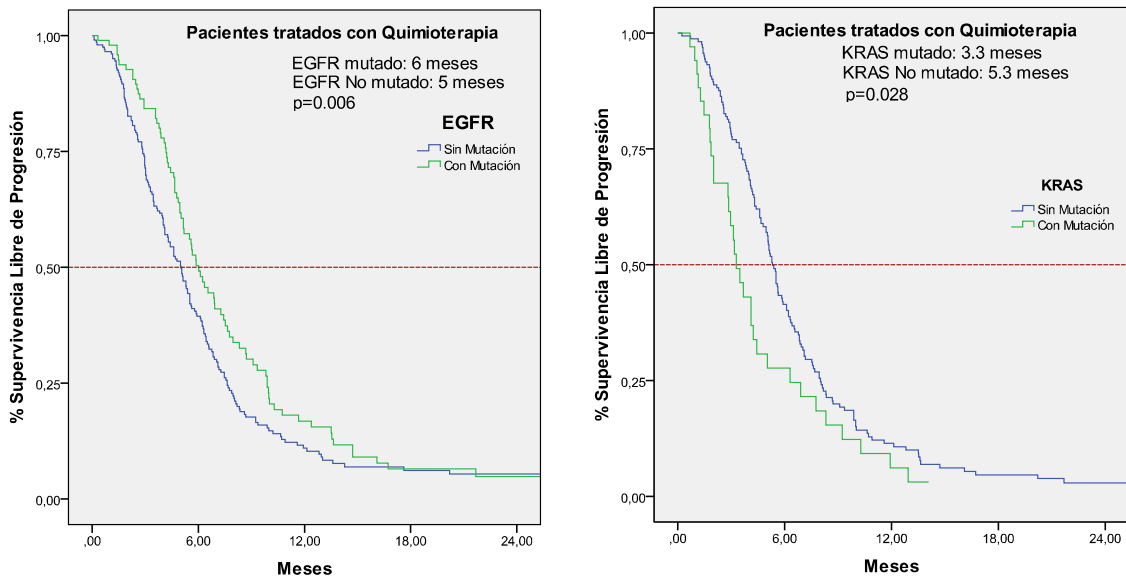 Pacientes tratados con Quimioterapia
EGFR mutado: 6 meses
EGFR No mutado: 5 meses
p=0.006
EGFR
Sin Mutación
Con Mutación
% Supervivencia Libre de Progresión
1,00
0,75
0,50
0,25
0,00
,00
6,00
12,00
18,00
24,00
Meses
Pacientes tratados con Quimioterapia
KRAS mutado: 3.3 meses
KRAS No mutado: 5.3 meses
p=0.028
KRAS
Sin Mutación
Con Mutación
% Supervivencia Libre de Progresión
1,00
0,75
0,50
0,25
0,00
,00
6,00
12,00
18,00
24,00
Meses